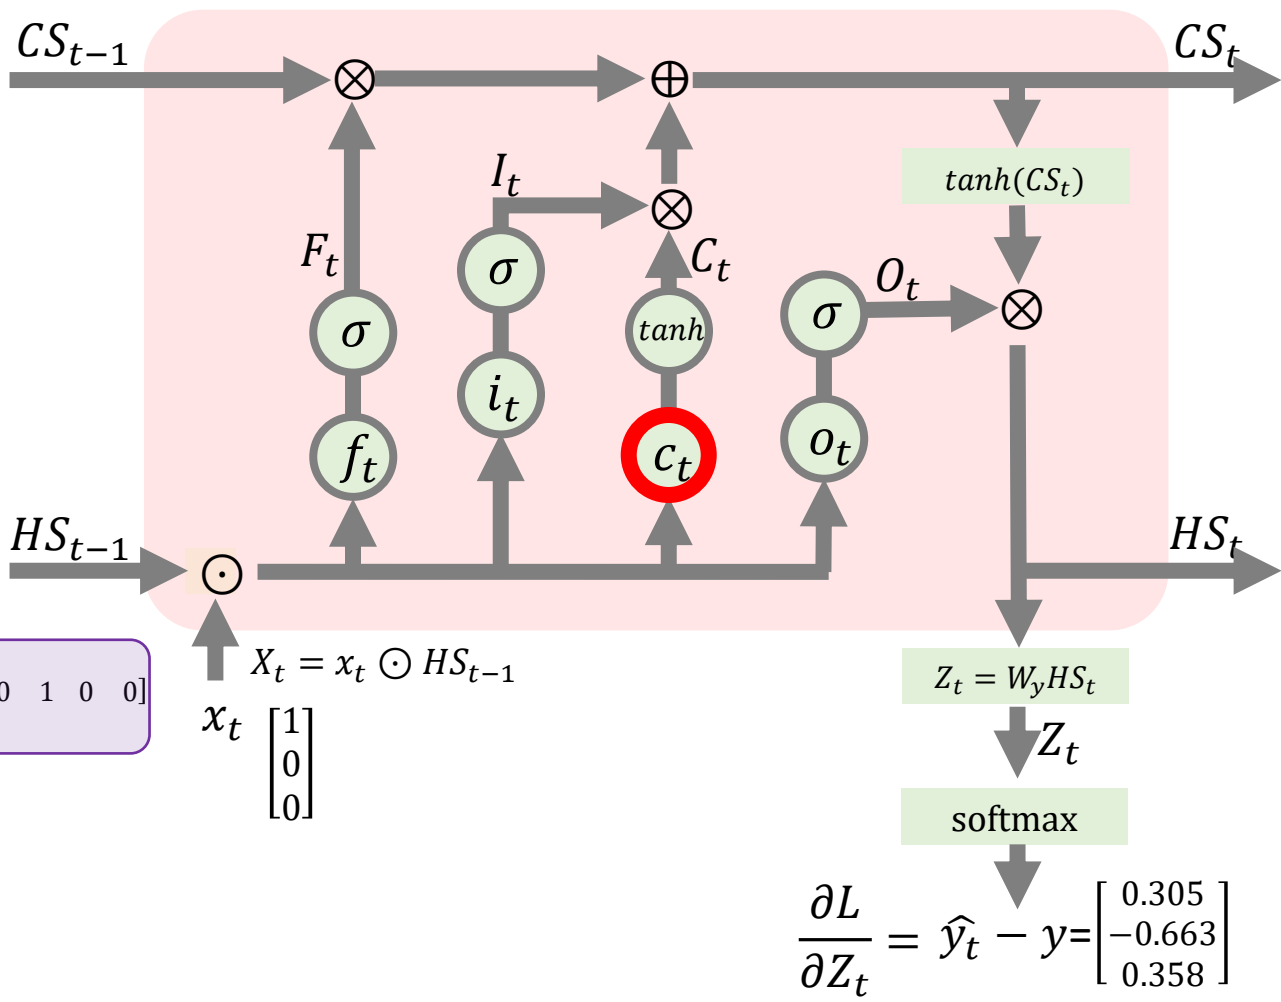 CS_{t−1}
CS_t
tanh(CS_t)
I_t
F_t
C_t
O_t
σ
σ
tanh
σ
f_t
i_t
c_t
o_t
HS_{t−1}
HS_t
0 1 0 0]
X_t = x_t ⊙ HS_{t−1}
x_t
[1
0
0]
Z_t = W_yHS_t
Z_t
softmax
∂L/∂Z_t = ŷ_t − y=
[0.305
−0.663
0.358]